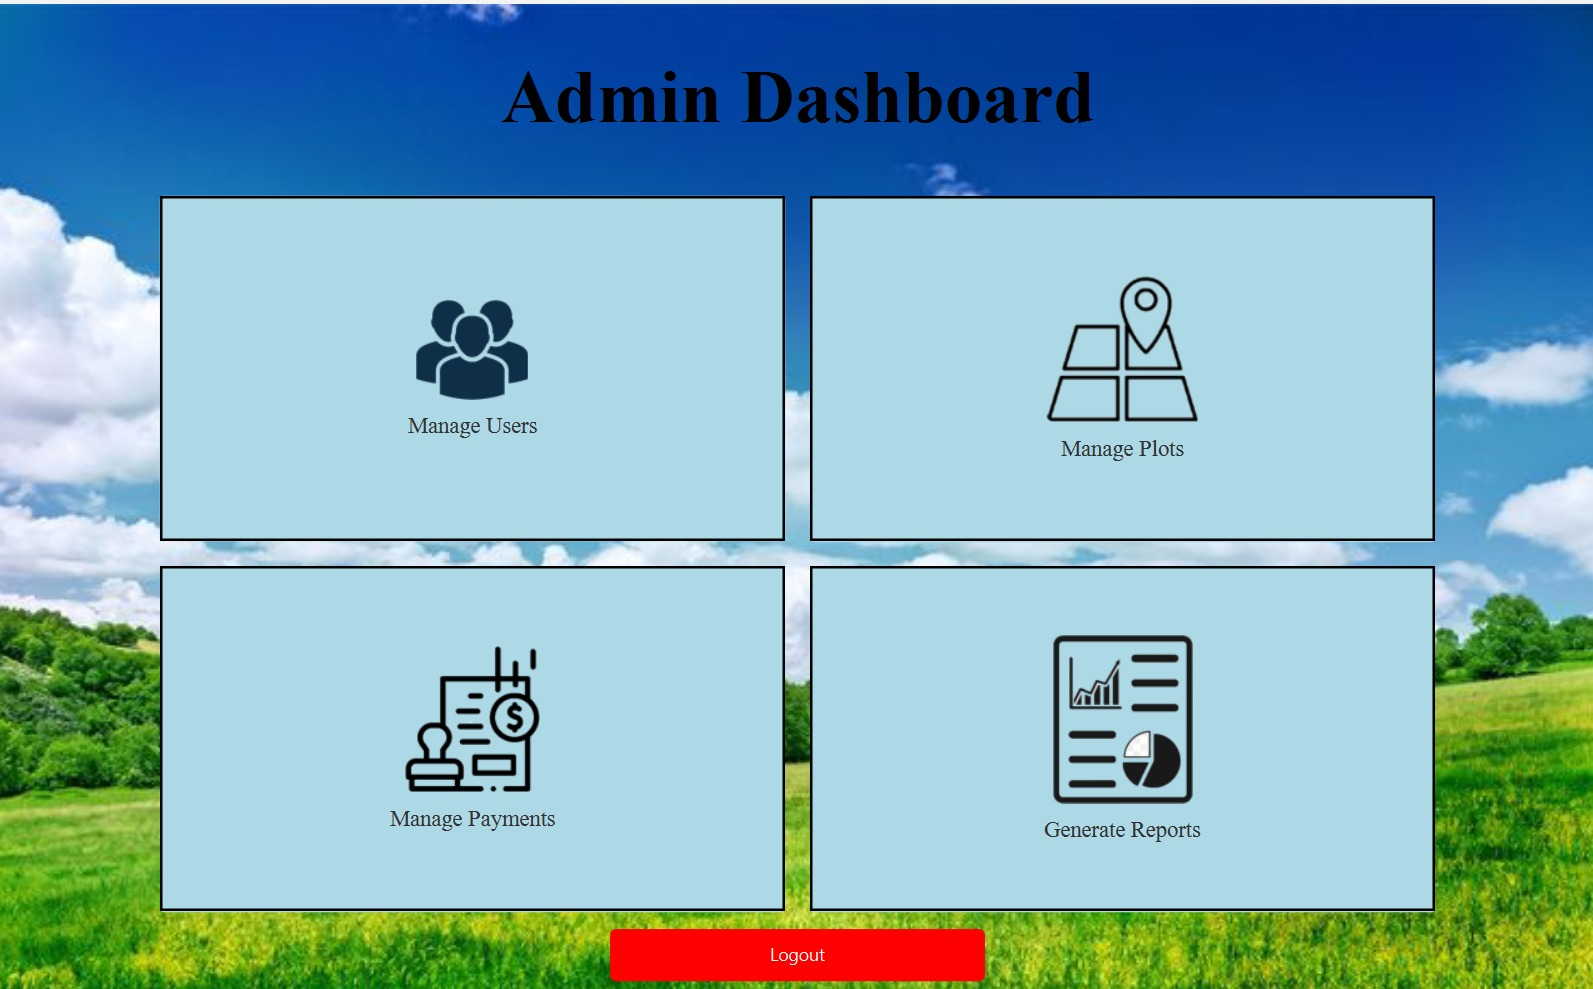 Admin Dashboard
Manage Users
Manage Plots
Manage Payments
$
Generate Reports
Logout